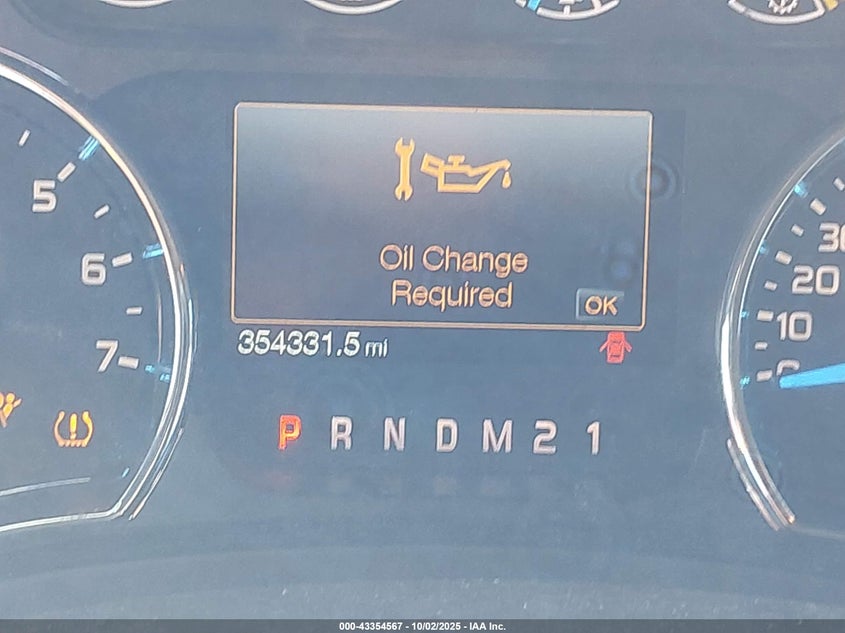 5
6
7
Oil Change
Required
OK
354331.5 mi
P R N D M 2 1
30
20
10
0
000-43354567 - 10/02/2025 - IAA Inc.